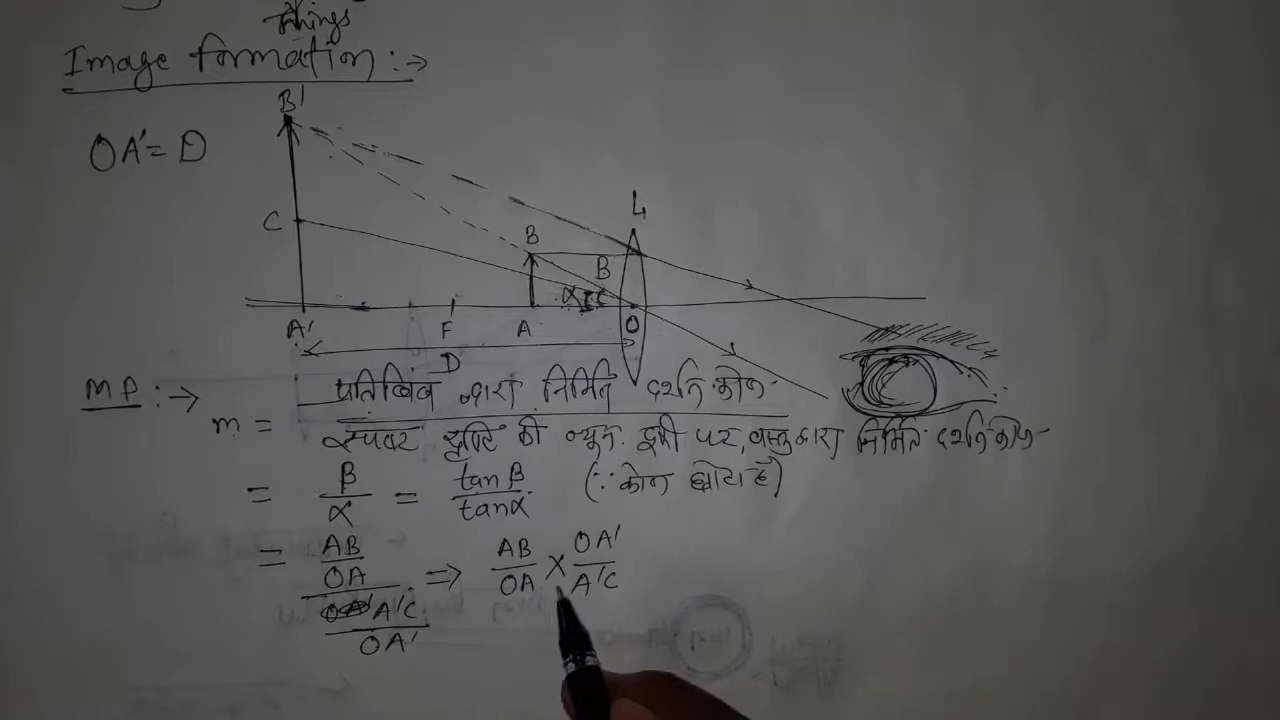 Things
Image formation :→
B'
OA' = D
C
L
B
B
α
A'
F
A
O
D
MP :→
m = प्रतिबिंब द्वारा निर्मित दर्शन कोण
स्पष्ट दृष्टि की न्यून. दूरी पर, वस्तु द्वारा निर्मित दर्शन कोण
= β/α = tanβ/tanα (∵ कोण छोटा है)
= AB/OA / A'C/OA' ⇒ AB/OA × OA'/A'C